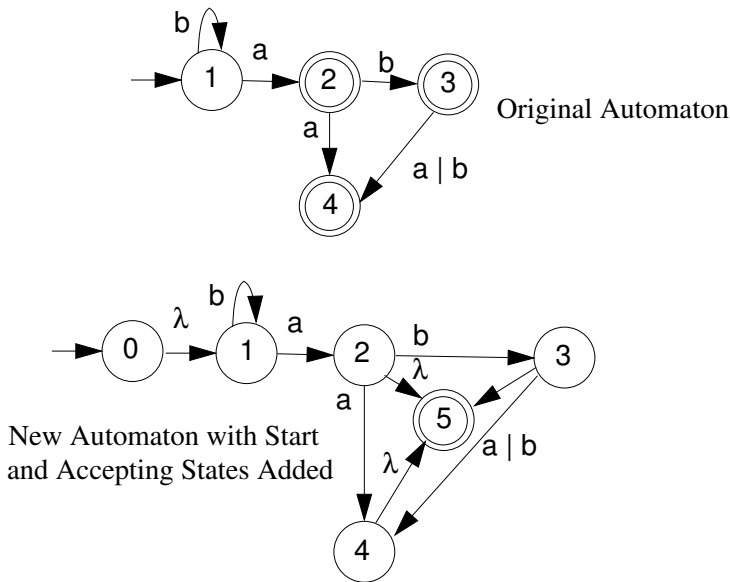 b
a
1
2
b
3
Original Automaton
a
a | b
4
b
λ
a
b
0
1
2
3
λ
a
5
New Automaton with Start
a | b
and Accepting States Added
λ
4